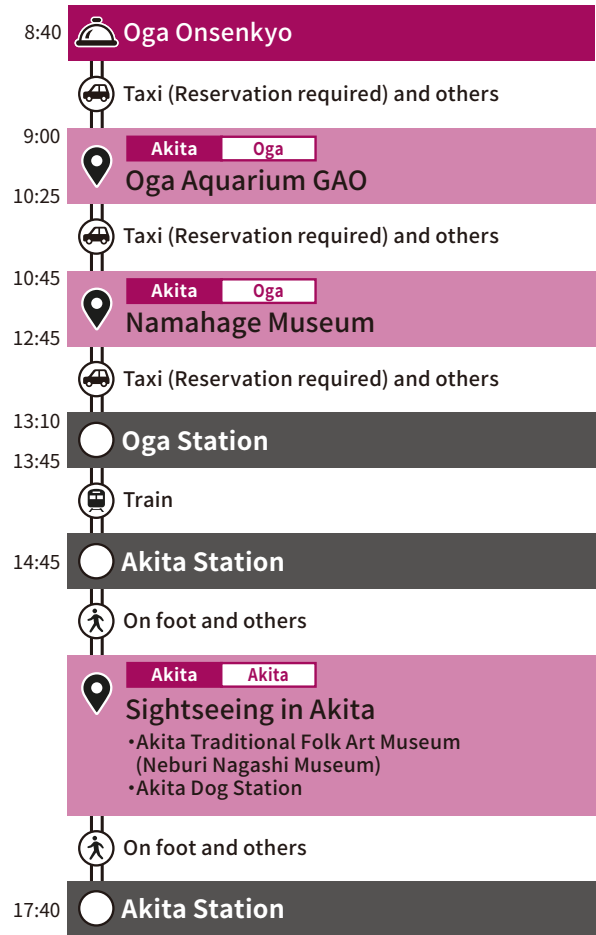 8:40 Oga Onsenkyo
Taxi (Reservation required) and others
9:00
Akita Oga
Oga Aquarium GAO
10:25
Taxi (Reservation required) and others
10:45
Akita Oga
Namahage Museum
12:45
Taxi (Reservation required) and others
13:10
Oga Station
13:45
Train
14:45 Akita Station
On foot and others
Akita Akita
Sightseeing in Akita
・Akita Traditional Folk Art Museum
(Neburi Nagashi Museum)
・Akita Dog Station
On foot and others
17:40 Akita Station